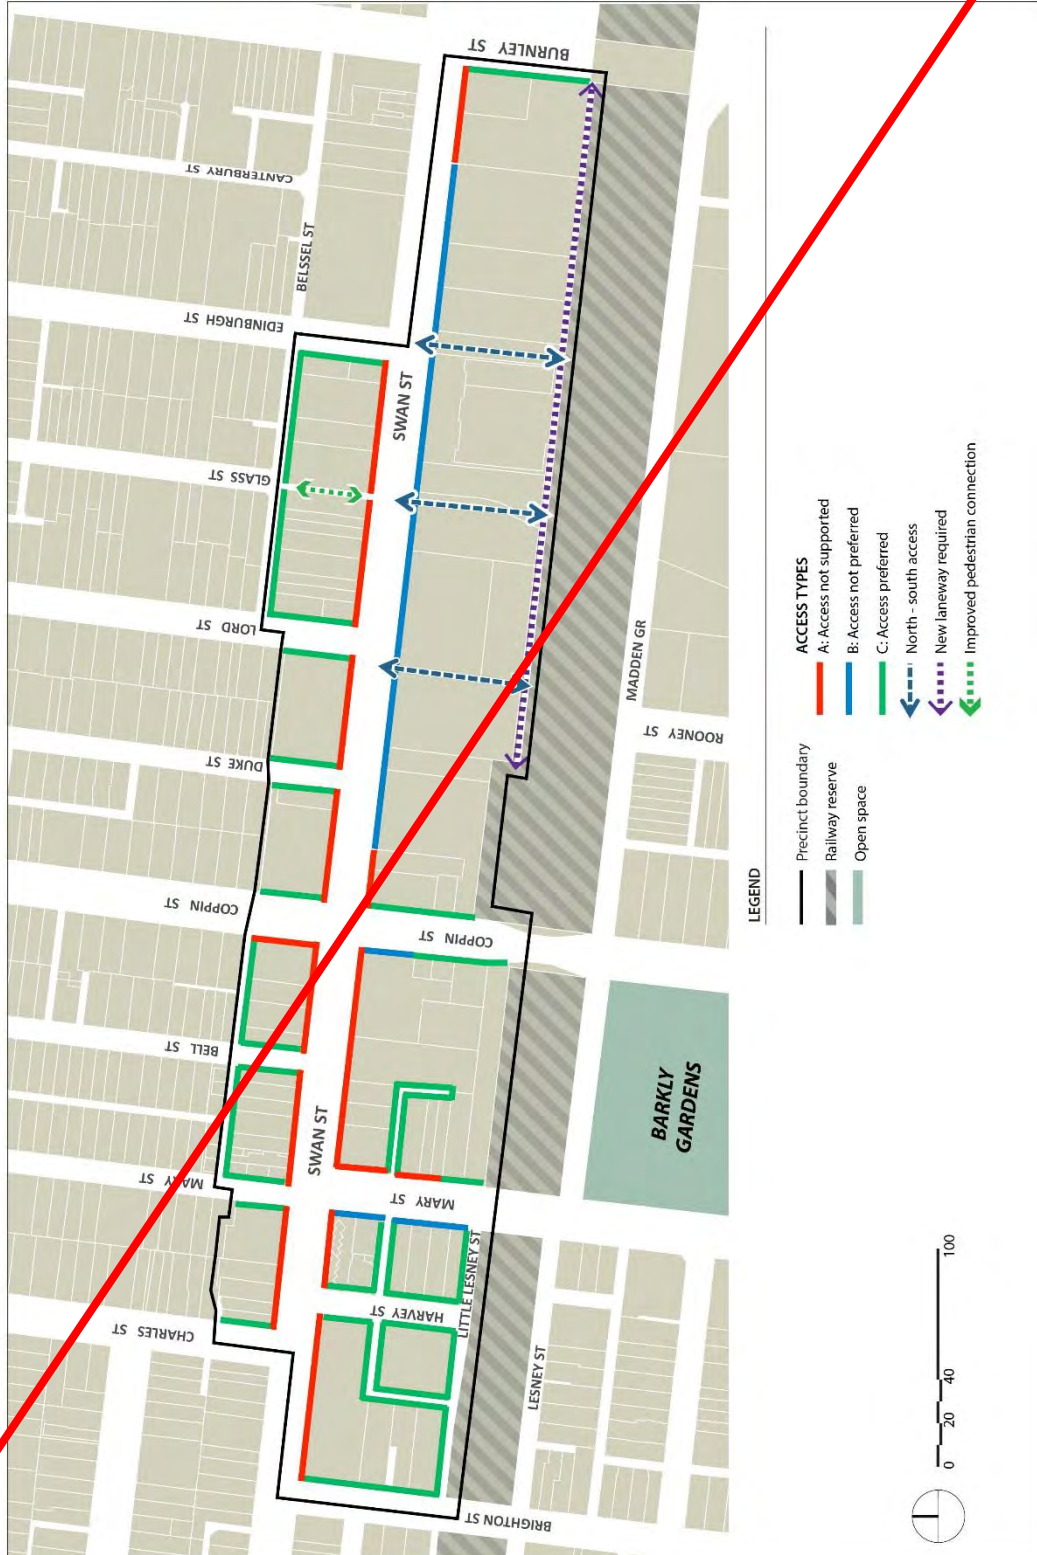 BURNLEY ST
CANTERBURY ST
BELSSEL ST
EDINBURGH ST
SWAN ST
GLASS ST
LORD ST
DUKE ST
COPPIN ST
COPPIN ST
BELL ST
SWAN ST
MARY ST
MARY ST
HARVEY ST
LITTLE LESNEY ST
CHARLES ST
LESNEY ST
BRIGHTON ST
MADDEN GR
ROONEY ST
BARKLY
GARDENS
LEGEND
Precinct boundary
Railway reserve
Open space
ACCESS TYPES
A: Access not supported
B: Access not preferred
C: Access preferred
North - south access
New laneway required
Improved pedestrian connection
0 20 40 100